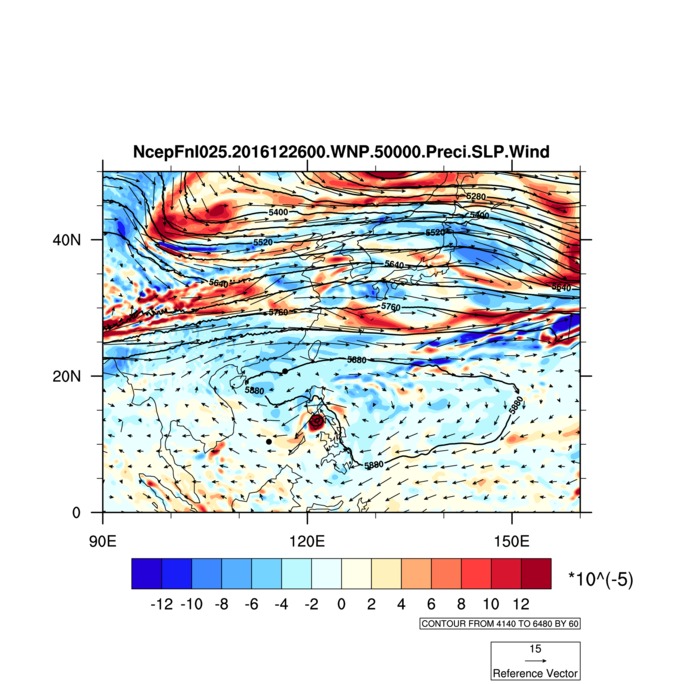 NcepFnl025.2016122600.WNP.50000.Preci.SLP.Wind
5280
5400
5400
5520
5520
40N
5640
5640
5640
5760
5760
5880
20N
5880
5880
5880
0
90E 120E 150E
-12 -10 -8 -6 -4 -2 0 2 4 6 8 10 12
*10^(-5)
CONTOUR FROM 4140 TO 6480 BY 60
15
Reference Vector